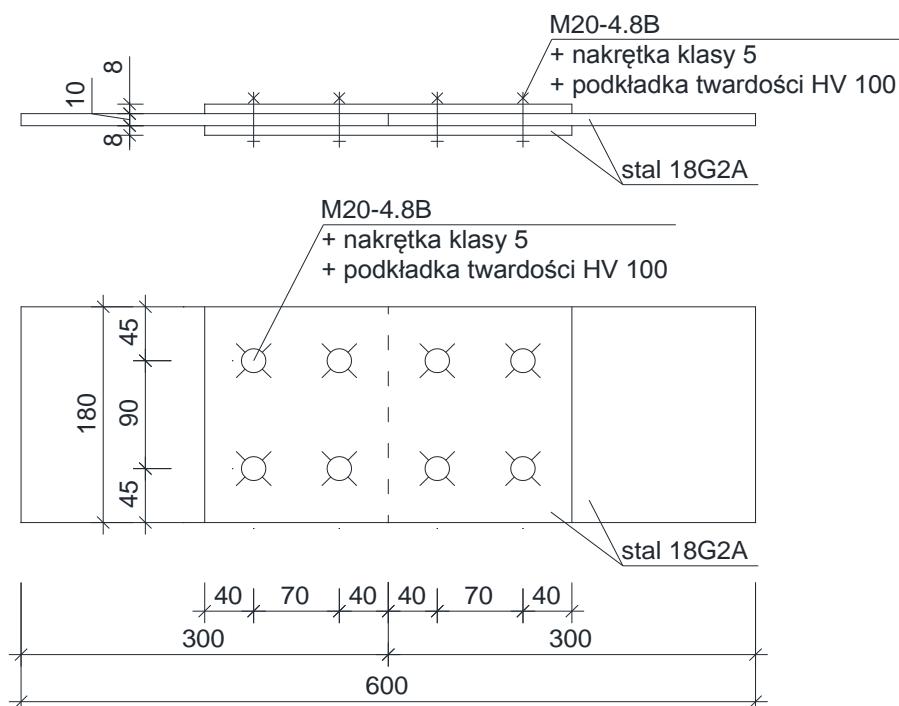 M20-4.8B
+ nakrętka klasy 5
+ podkładka twardości HV 100
8
10
8
stal 18G2A
M20-4.8B
+ nakrętka klasy 5
+ podkładka twardości HV 100
45
180
90
45
stal 18G2A
40 70 40 40 70 40
300 300
600